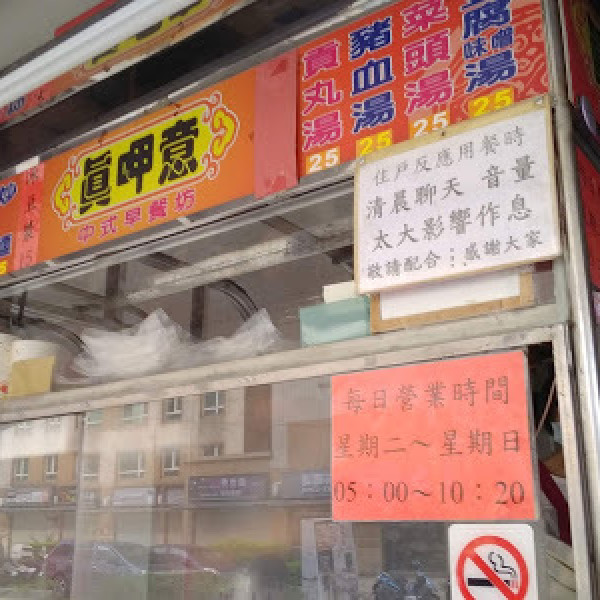 眞呷意
中式早餐坊
貢丸湯
25
豬血湯
25
菜頭湯
25
腐
味噌湯
25
住戶反應用餐時
清晨聊天 音量
太大影響作息
敬請配合：感謝大家
每日營業時間
星期二～星期日
05：00～10：20